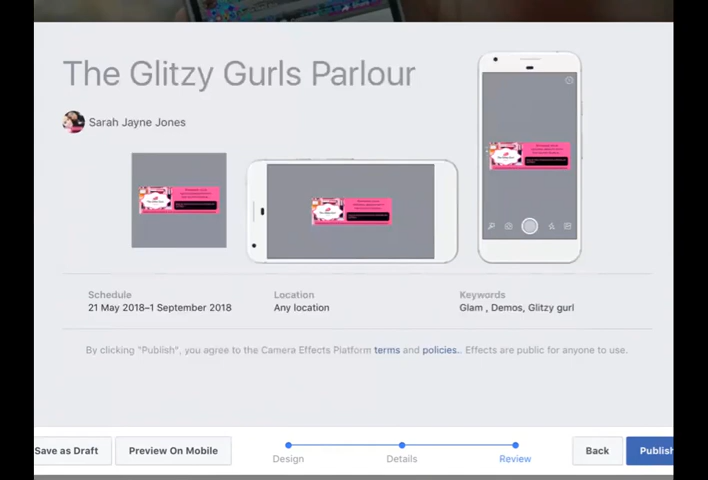 The Glitzy Gurls Parlour
Sarah Jayne Jones
Schedule
21 May 2018–1 September 2018
Location
Any location
Keywords
Glam , Demos, Glitzy gurl
By clicking "Publish", you agree to the Camera Effects Platform terms and policies.. Effects are public for anyone to use.
Save as Draft
Preview On Mobile
Design
Details
Review
Back
Publish